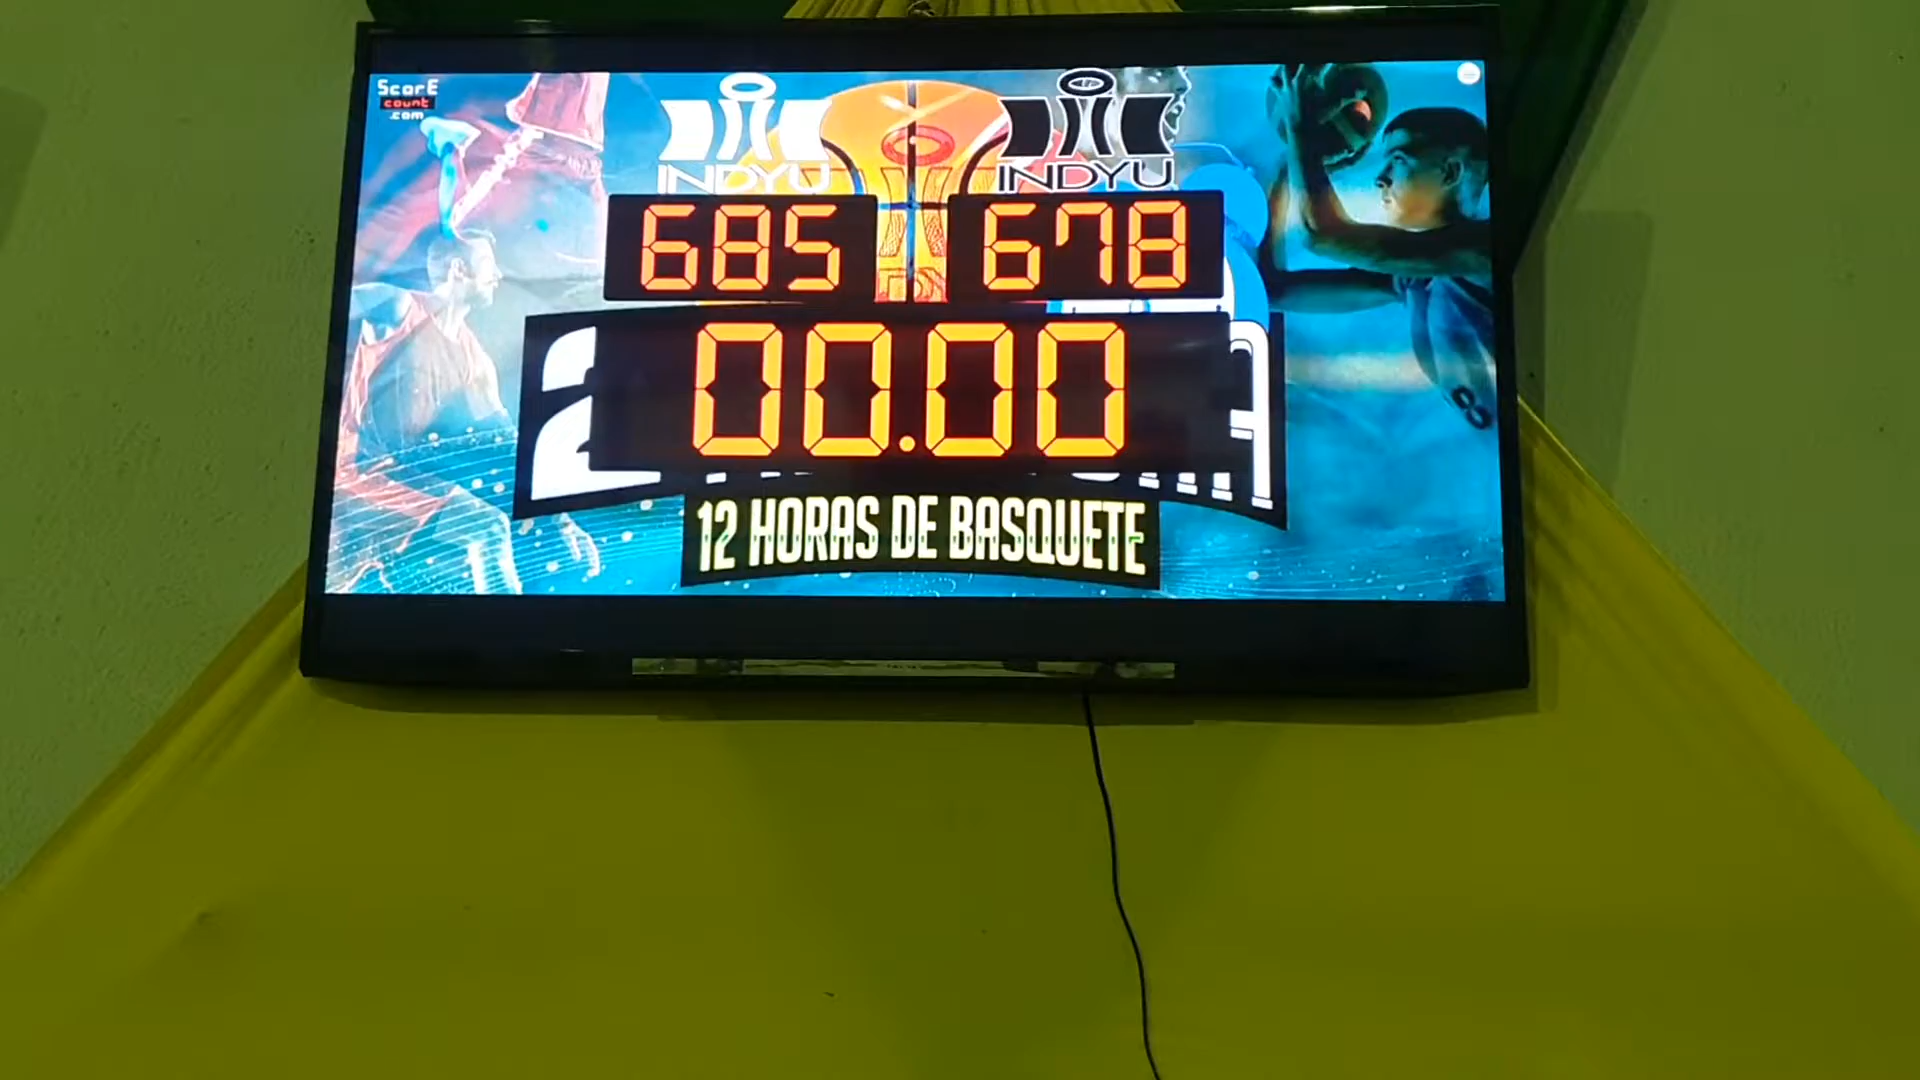 ScorE
count
.com
INDYU INDYU
685 678
00.00
12 HORAS DE BASQUETE